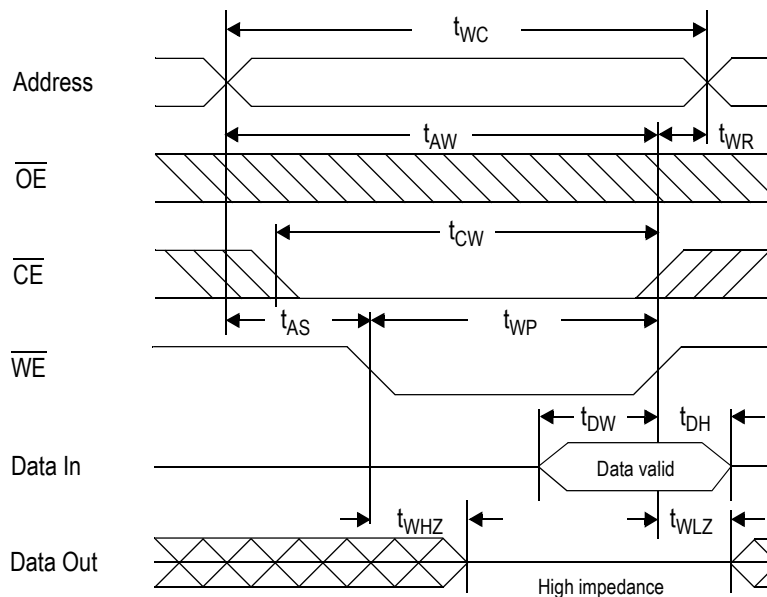 tWC
Address
tAW
tWR
OE
tCW
CE
tAS
tWP
WE
tDW
tDH
Data In
Data valid
tWHZ
tWLZ
Data Out
High impedance